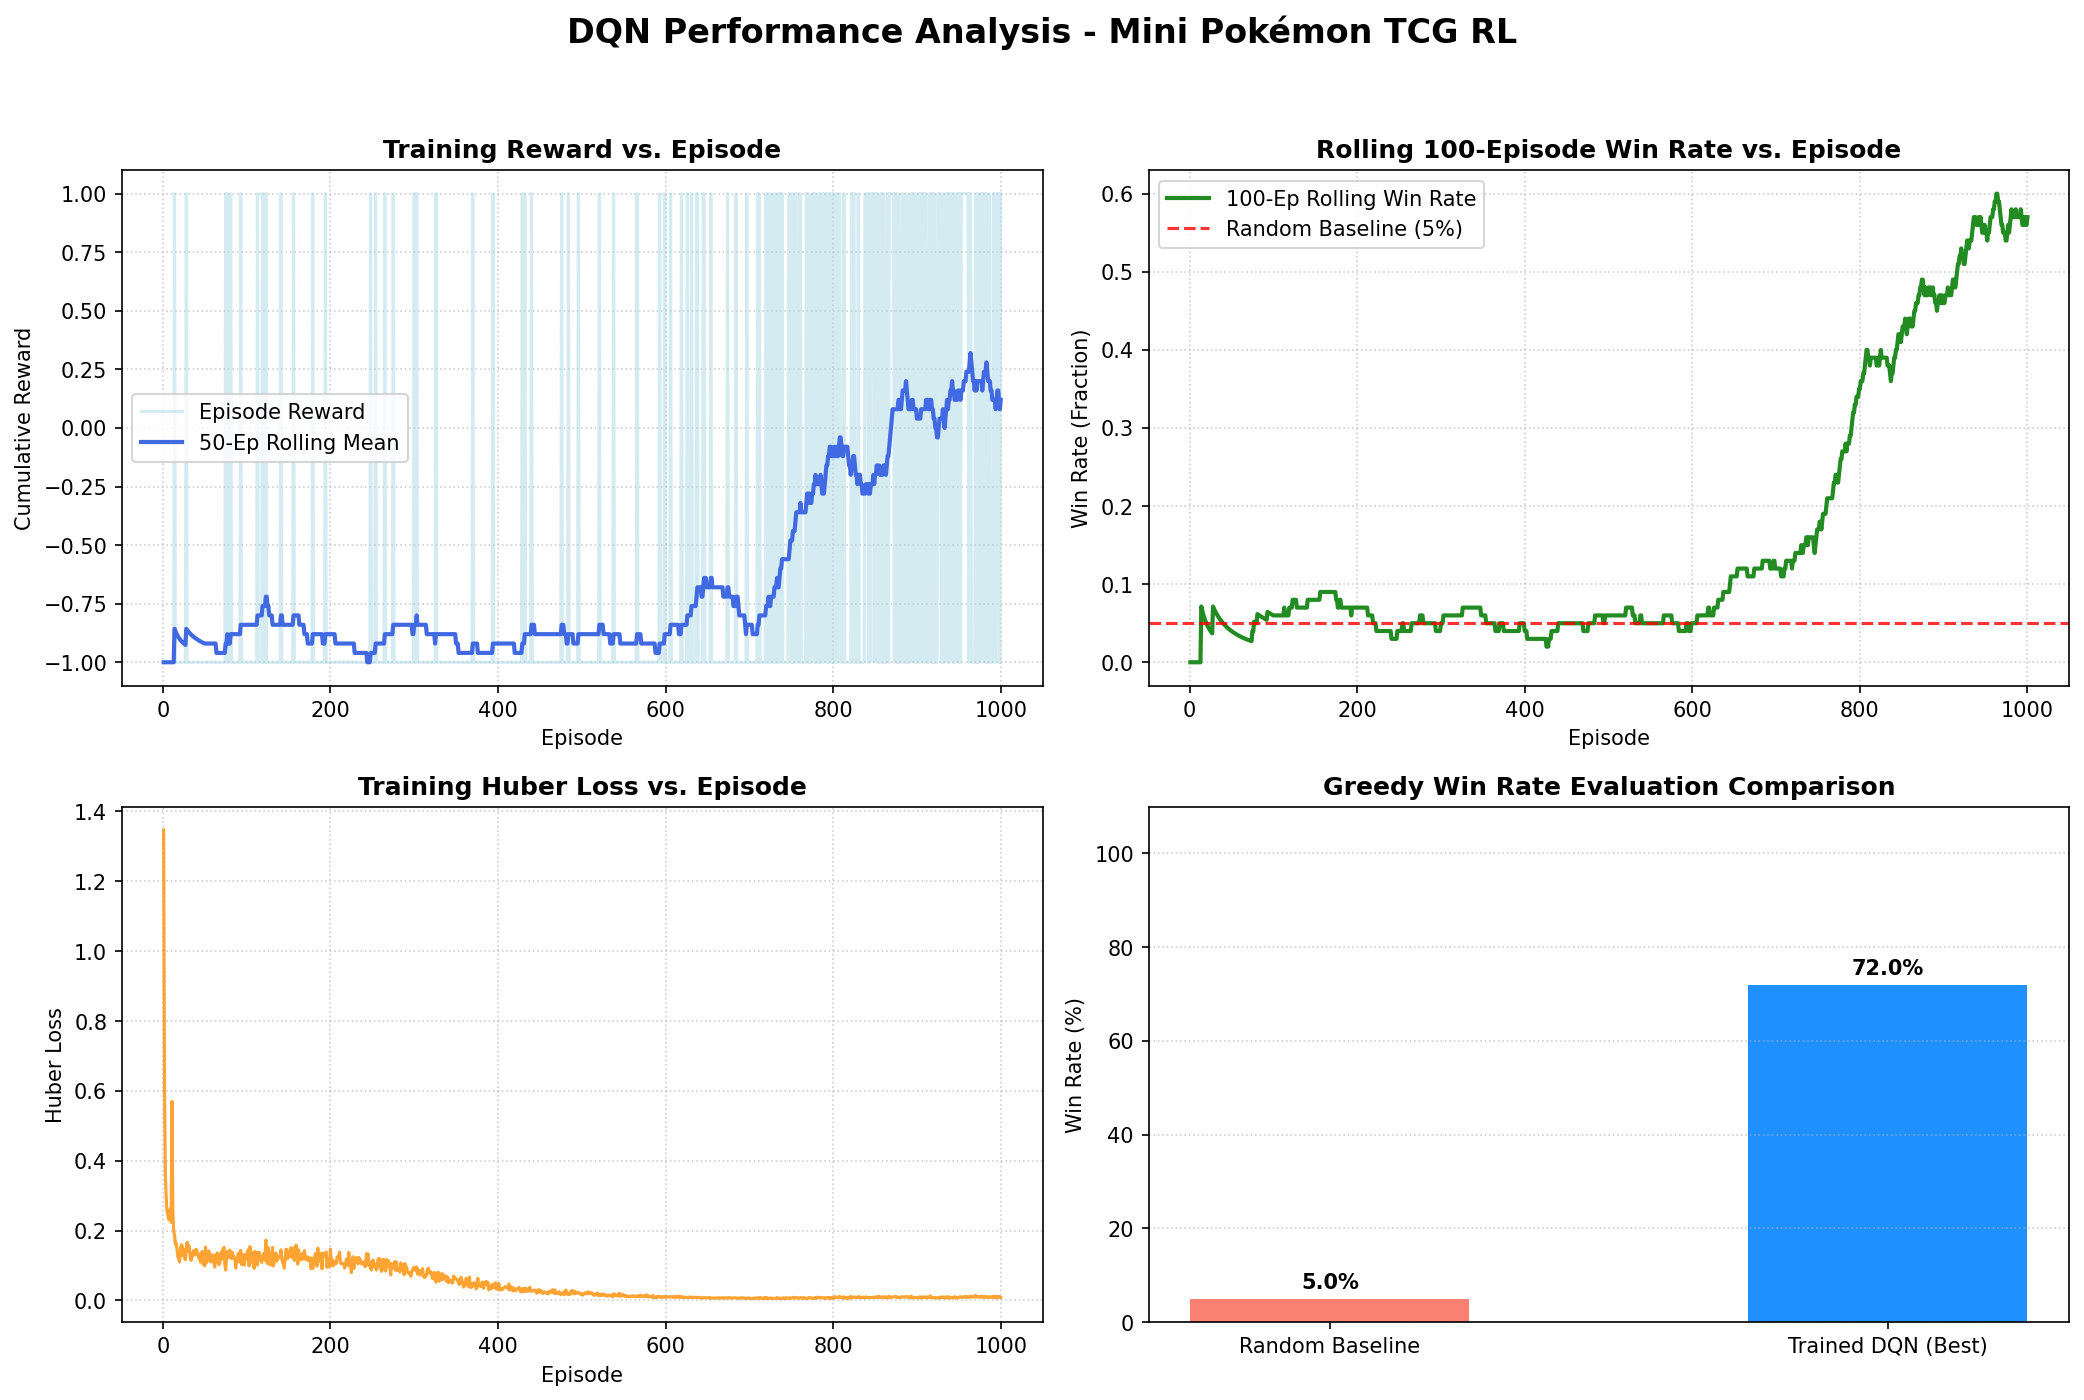 DQN Performance Analysis - Mini Pokémon TCG RL
Training Reward vs. Episode
1.00
0.75
0.50
0.25
0.00
−0.25
−0.50
−0.75
−1.00
Cumulative Reward
Episode Reward
50-Ep Rolling Mean
0 200 400 600 800 1000
Episode
Rolling 100-Episode Win Rate vs. Episode
0.6
0.5
0.4
0.3
0.2
0.1
0.0
Win Rate (Fraction)
100-Ep Rolling Win Rate
Random Baseline (5%)
0 200 400 600 800 1000
Episode
Training Huber Loss vs. Episode
1.4
1.2
1.0
0.8
0.6
0.4
0.2
0.0
Huber Loss
0 200 400 600 800 1000
Episode
Greedy Win Rate Evaluation Comparison
100
80
60
40
20
0
Win Rate (%)
5.0%
72.0%
Random Baseline
Trained DQN (Best)